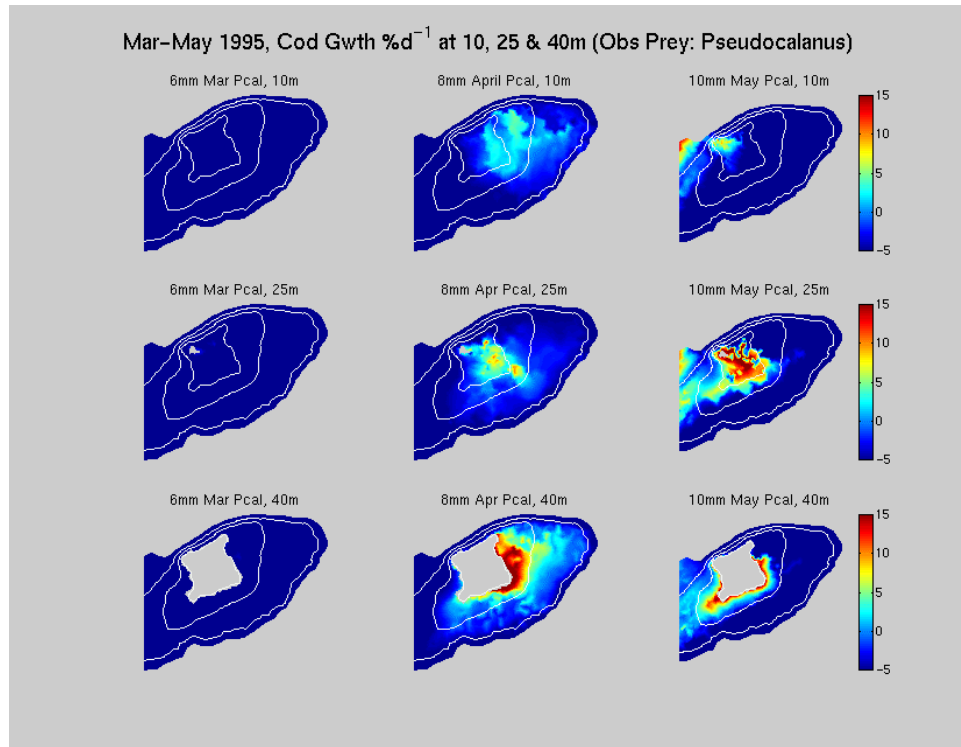 Mar-May 1995, Cod Gwth %d⁻¹ at 10, 25 & 40m (Obs Prey: Pseudocalanus)
6mm Mar Pcal, 10m
8mm April Pcal, 10m
10mm May Pcal, 10m
15
10
5
0
-5
6mm Mar Pcal, 25m
8mm Apr Pcal, 25m
10mm May Pcal, 25m
15
10
5
0
-5
6mm Mar Pcal, 40m
8mm Apr Pcal, 40m
10mm May Pcal, 40m
15
10
5
0
-5